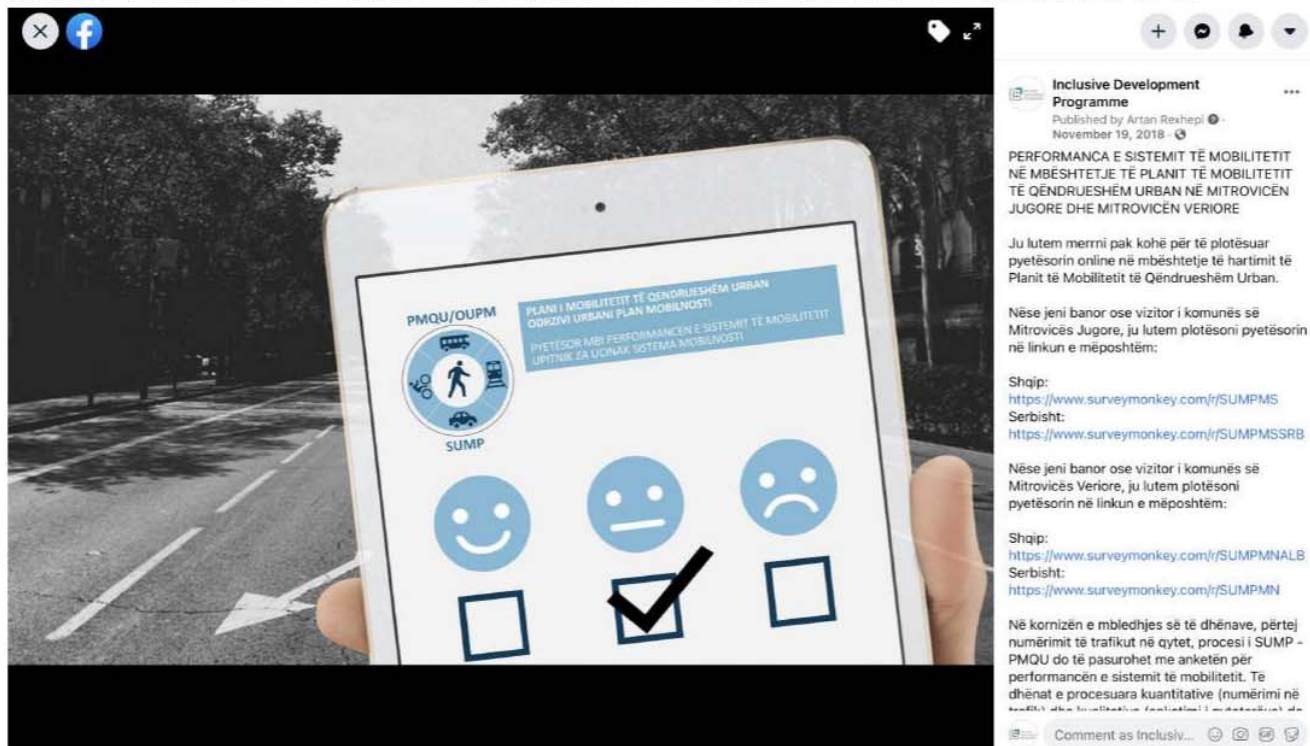 PMQU/OUPM
SUMP
PLANI I MOBILITETIT TË QENDRUESHËM URBAN
ODRZIVI URBANI PLAN MOBILNOSTI
PYETËSOR MBI PERFORMANCËN E SISTEMIT TË MOBILITETIT
UPITNIK ZA UCINAK SISTEMA MOBILNOSTI
Inclusive Development
Programme
Published by Artan Rexhepi
November 19, 2018
PERFORMANCA E SISTEMIT TË MOBILITETIT
NË MBËSHTETJE TË PLANIT TË MOBILITETIT
TË QËNDRUESHËM URBAN NË MITROVICËN
JUGORE DHE MITROVICËN VERIORE
Ju lutem merrni pak kohë për të plotësuar
pyetësorin online në mbështetje të hartimit të
Planit të Mobilitetit të Qëndrueshëm Urban.
Nëse jeni banor ose vizitor i komunës së
Mitrovicës Jugore, ju lutem plotësoni pyetësorin
në linkun e mëposhtëm:
Shqip:
https://www.surveymonkey.com/r/SUMPMS
Serbisht:
https://www.surveymonkey.com/r/SUMPMSSRB
Nëse jeni banor ose vizitor i komunës së
Mitrovicës Veriore, ju lutem plotësoni
pyetësorin në linkun e mëposhtëm:
Shqip:
https://www.surveymonkey.com/r/SUMPMNALB
Serbisht:
https://www.surveymonkey.com/r/SUMPMN
Në kornizën e mbledhjes së të dhënave, përtej
numërimit të trafikut në qytet, procesi i SUMP -
PMQU do të pasurohet me anketën për
performancën e sistemit të mobilitetit. Të
dhënat e procesuara kuantitative (numërimi në
Comment as Inclusiv...